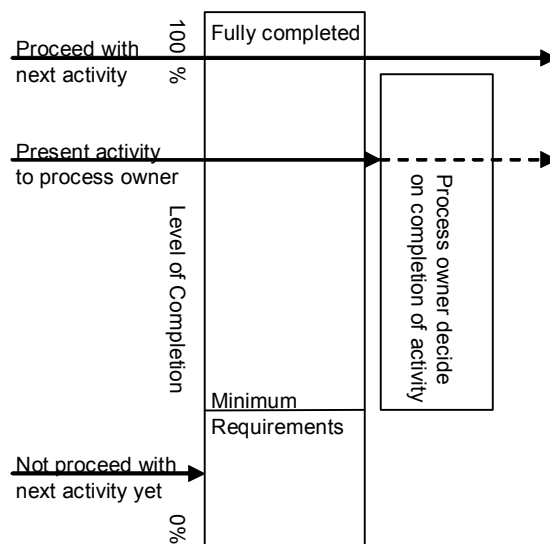 100 %
Fully completed
Proceed with
next activity
Present activity
to process owner
Level of Completion
Process owner decide
on completion of activity
Minimum
Requirements
Not proceed with
next activity yet
0%